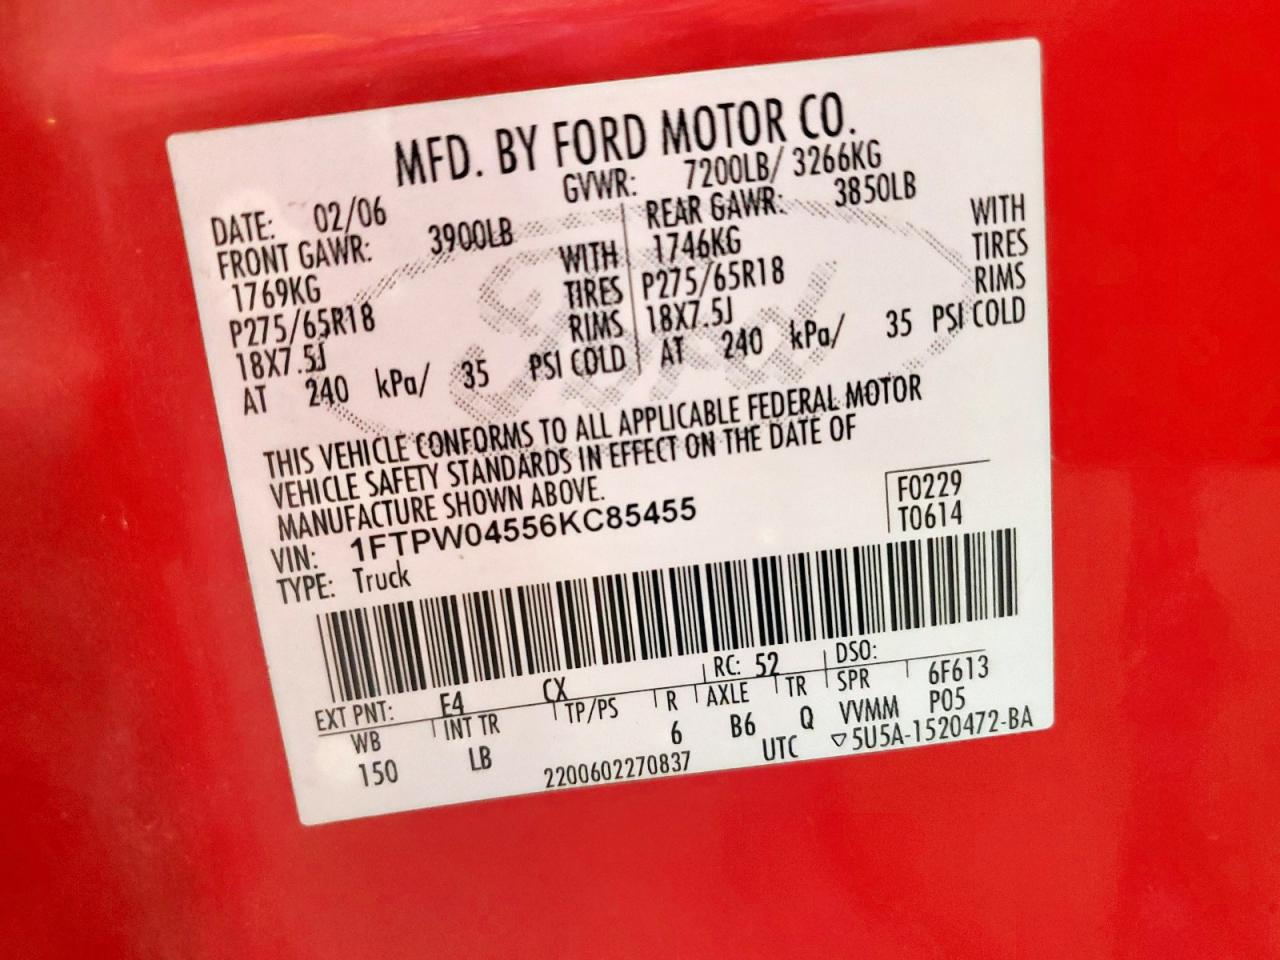 MFD. BY FORD MOTOR CO.
DATE: 02/06 GVWR: 7200LB/ 3266KG
FRONT GAWR: 3900LB REAR GAWR: 3850LB
1769KG WITH 1746KG WITH
P275/65R18 TIRES P275/65R18 TIRES
18X7.5J RIMS 18X7.5J RIMS
AT 240 kPa/ 35 PSI COLD AT 240 kPa/ 35 PSI COLD
Ford
THIS VEHICLE CONFORMS TO ALL APPLICABLE FEDERAL MOTOR
VEHICLE SAFETY STANDARDS IN EFFECT ON THE DATE OF
MANUFACTURE SHOWN ABOVE.
VIN: 1FTPW04556KC85455 F0229
TYPE: Truck T0614
EXT PNT: E4 CX RC: 52 DSO:
WB INT TR TP/PS R AXLE TR SPR 6F613
150 LB 6 B6 Q VVMM P05
2200602270837 UTC ▽5U5A-1520472-BA